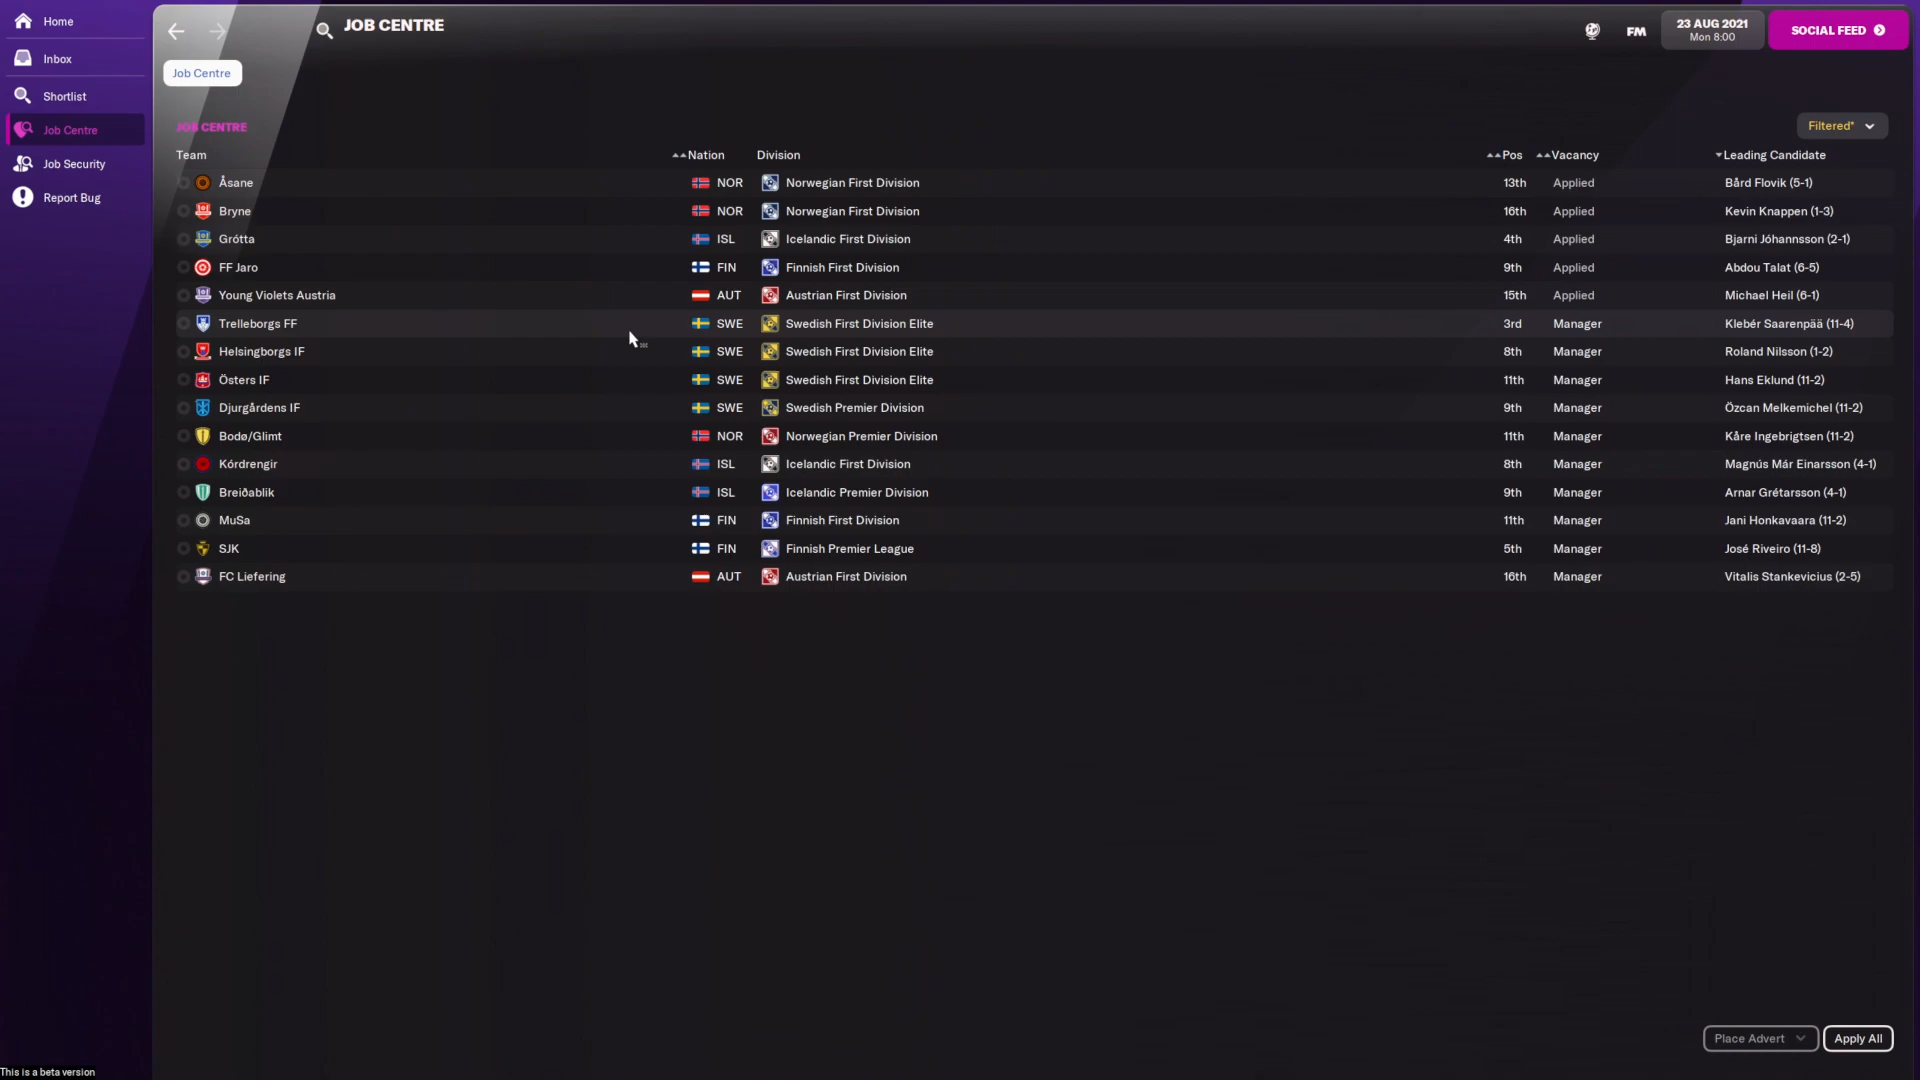 Home
Inbox
Shortlist
Job Centre
Job Security
Report Bug
JOB CENTRE
FM
23 AUG 2021
Mon 8:00
SOCIAL FEED
Job Centre
JOB CENTRE
Filtered*
Team Nation Division Pos Vacancy Leading Candidate
Åsane NOR Norwegian First Division 13th Applied Bård Flovik (5-1)
Bryne NOR Norwegian First Division 16th Applied Kevin Knappen (1-3)
Grótta ISL Icelandic First Division 4th Applied Bjarni Jóhannsson (2-1)
FF Jaro FIN Finnish First Division 9th Applied Abdou Talat (6-5)
Young Violets Austria AUT Austrian First Division 15th Applied Michael Heil (6-1)
Trelleborgs FF SWE Swedish First Division Elite 3rd Manager Klebér Saarenpää (11-4)
Helsingborgs IF SWE Swedish First Division Elite 8th Manager Roland Nilsson (1-2)
Östers IF SWE Swedish First Division Elite 11th Manager Hans Eklund (11-2)
Djurgårdens IF SWE Swedish Premier Division 9th Manager Özcan Melkemichel (11-2)
Bodø/Glimt NOR Norwegian Premier Division 11th Manager Kåre Ingebrigtsen (11-2)
Kórdrengir ISL Icelandic First Division 8th Manager Magnús Már Einarsson (4-1)
Breiðablik ISL Icelandic Premier Division 9th Manager Arnar Grétarsson (4-1)
MuSa FIN Finnish First Division 11th Manager Jani Honkavaara (11-2)
SJK FIN Finnish Premier League 5th Manager José Riveiro (11-8)
FC Liefering AUT Austrian First Division 16th Manager Vitalis Stankevicius (2-5)
Place Advert
Apply All
This is a beta version